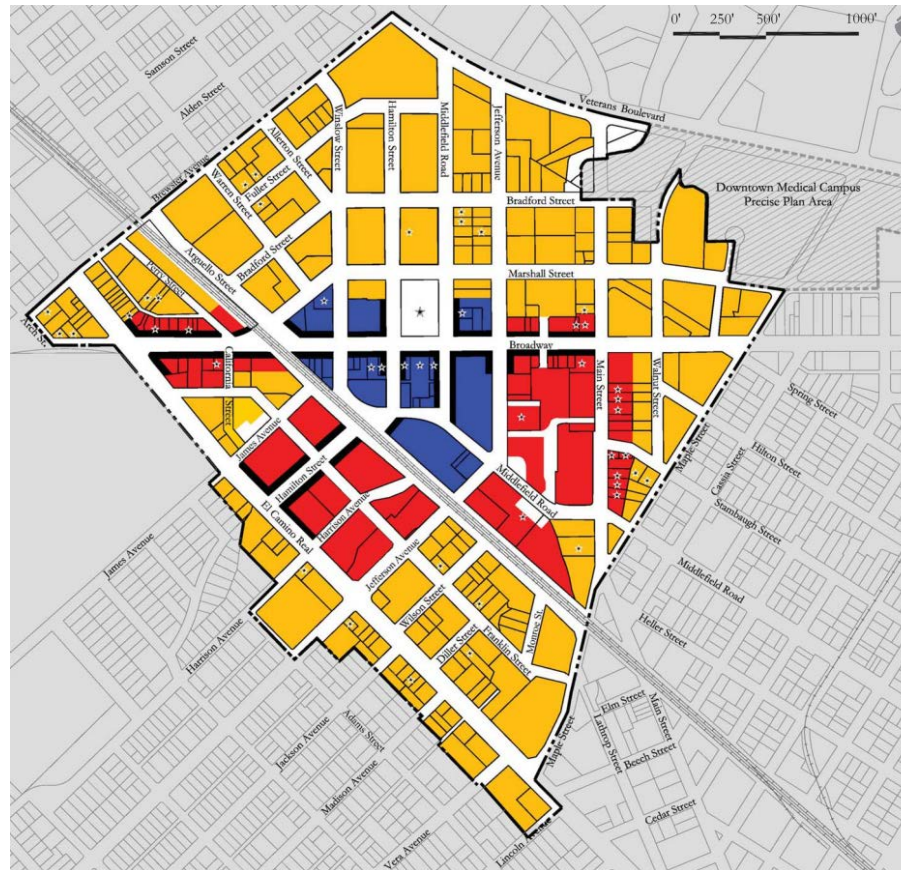 0' 250' 500' 1000'
Samson Street
Alden Street
Veterans Boulevard
Brewster Avenue
Allerton Street
Winslow Street
Hamilton Street
Middlefield Road
Jefferson Avenue
Warren Street
Fuller Street
Downtown Medical Campus
Precise Plan Area
Bradford Street
Bradford Street
Arguello Street
Perry Street
Marshall Street
Arch St.
Broadway
California
Street
Main Street
Walnut Street
Spring Street
James Avenue
Maple Street
Hilton Street
Cassia Street
Hamilton Street
Middlefield Road
Stambaugh Street
El Camino Real
Harrison Avenue
James Avenue
Jefferson Avenue
Middlefield Road
Wilson Street
Harrison Avenue
Diller Street
Franklin Street
Monroe St.
Heller Street
Elm Street
Main Street
Lathrop Street
Beech Street
Maple Street
Jackson Avenue
Adams Street
Madison Avenue
Cedar Street
Vera Avenue
Lincoln Avenue